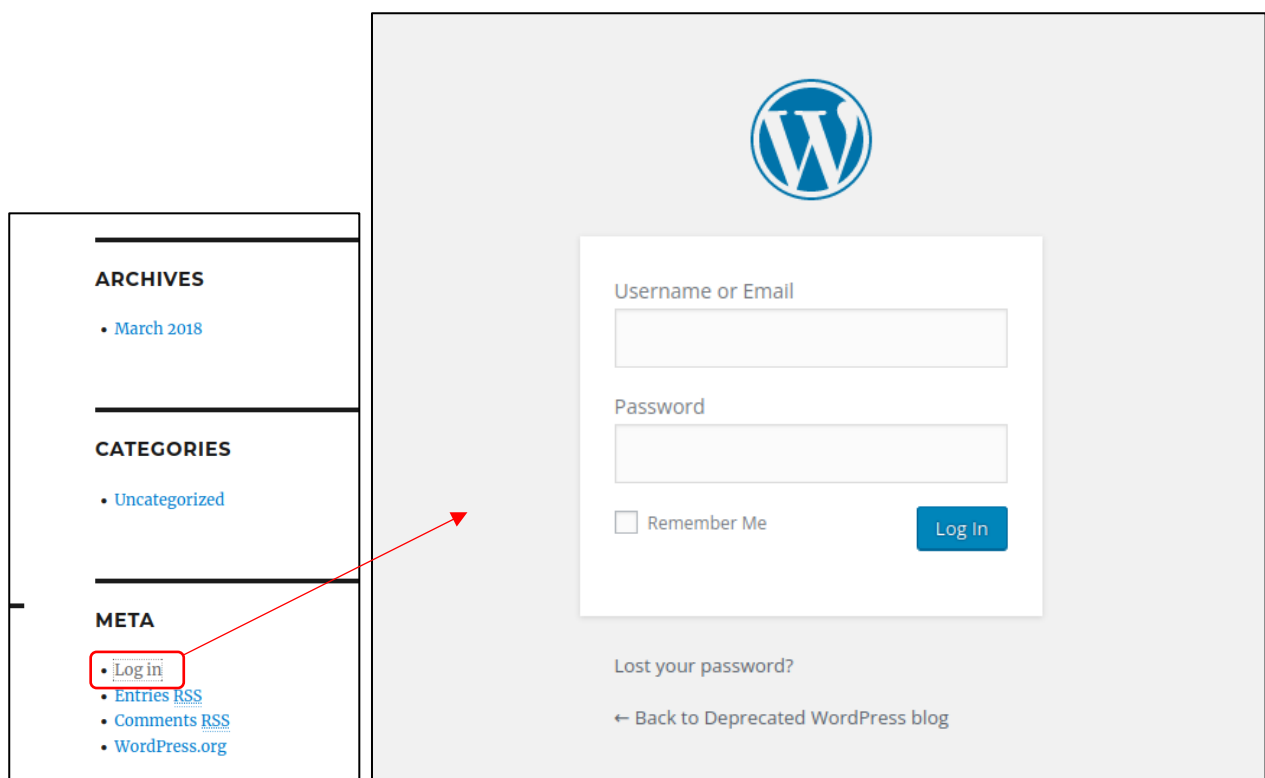 ARCHIVES
• March 2018
CATEGORIES
• Uncategorized
META
• Log in
• Entries RSS
• Comments RSS
• WordPress.org
Username or Email
Password
Remember Me
Log In
Lost your password?
← Back to Deprecated WordPress blog